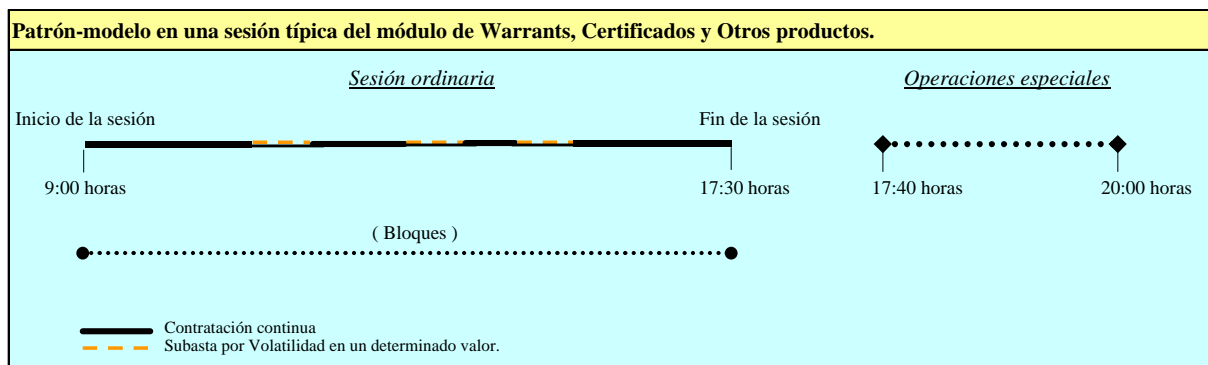 Patrón-modelo en una sesión típica del módulo de Warrants, Certificados y Otros productos.
Sesión ordinaria
Operaciones especiales
Inicio de la sesión
Fin de la sesión
9:00 horas
17:30 horas
17:40 horas
20:00 horas
( Bloques )
Contratación continua
Subasta por Volatilidad en un determinado valor.